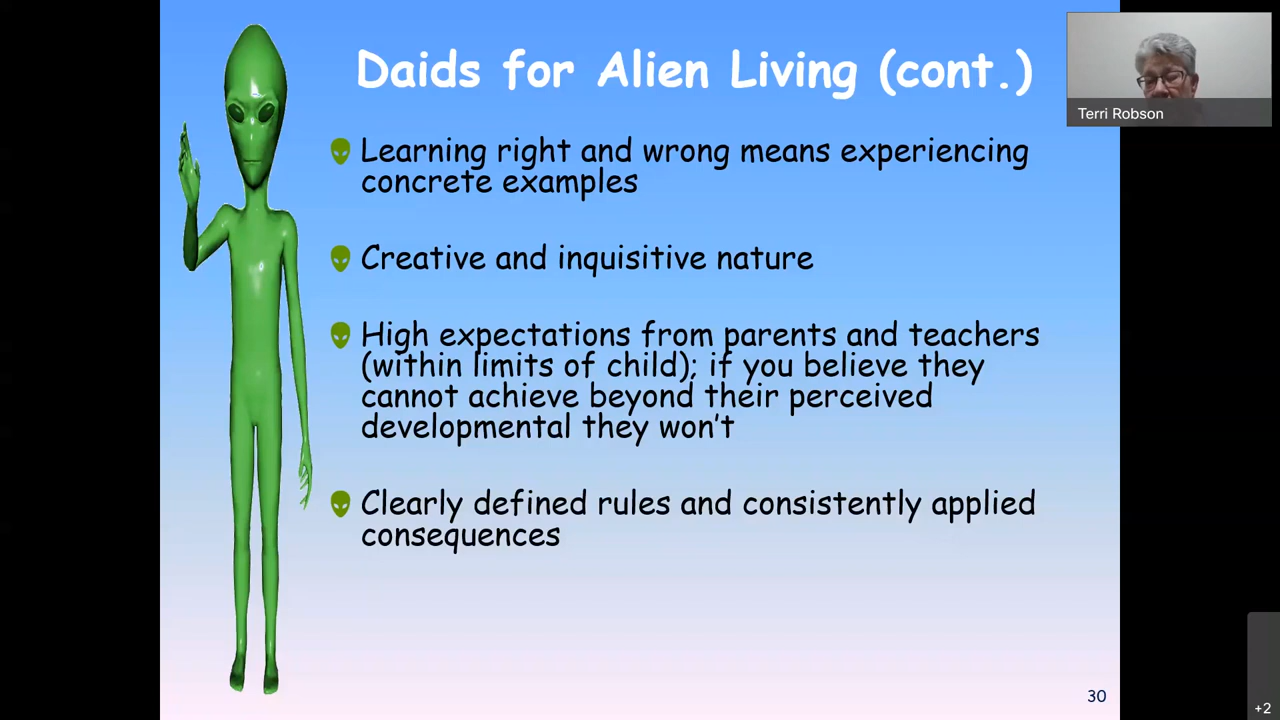 Daids for Alien Living (cont.)
Terri Robson
Learning right and wrong means experiencing
concrete examples
Creative and inquisitive nature
High expectations from parents and teachers
(within limits of child); if you believe they
cannot achieve beyond their perceived
developmental they won't
Clearly defined rules and consistently applied
consequences
30
+2